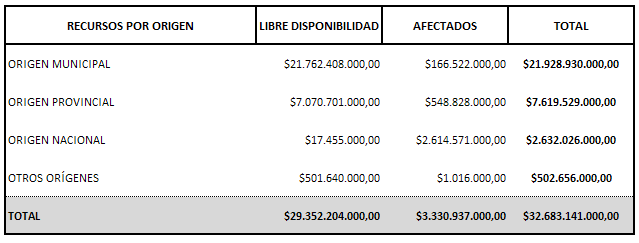 RECURSOS POR ORIGEN LIBRE DISPONIBILIDAD AFECTADOS TOTAL
ORIGEN MUNICIPAL $21.762.408.000,00 $166.522.000,00 $21.928.930.000,00
ORIGEN PROVINCIAL $7.070.701.000,00 $548.828.000,00 $7.619.529.000,00
ORIGEN NACIONAL $17.455.000,00 $2.614.571.000,00 $2.632.026.000,00
OTROS ORÍGENES $501.640.000,00 $1.016.000,00 $502.656.000,00
TOTAL $29.352.204.000,00 $3.330.937.000,00 $32.683.141.000,00